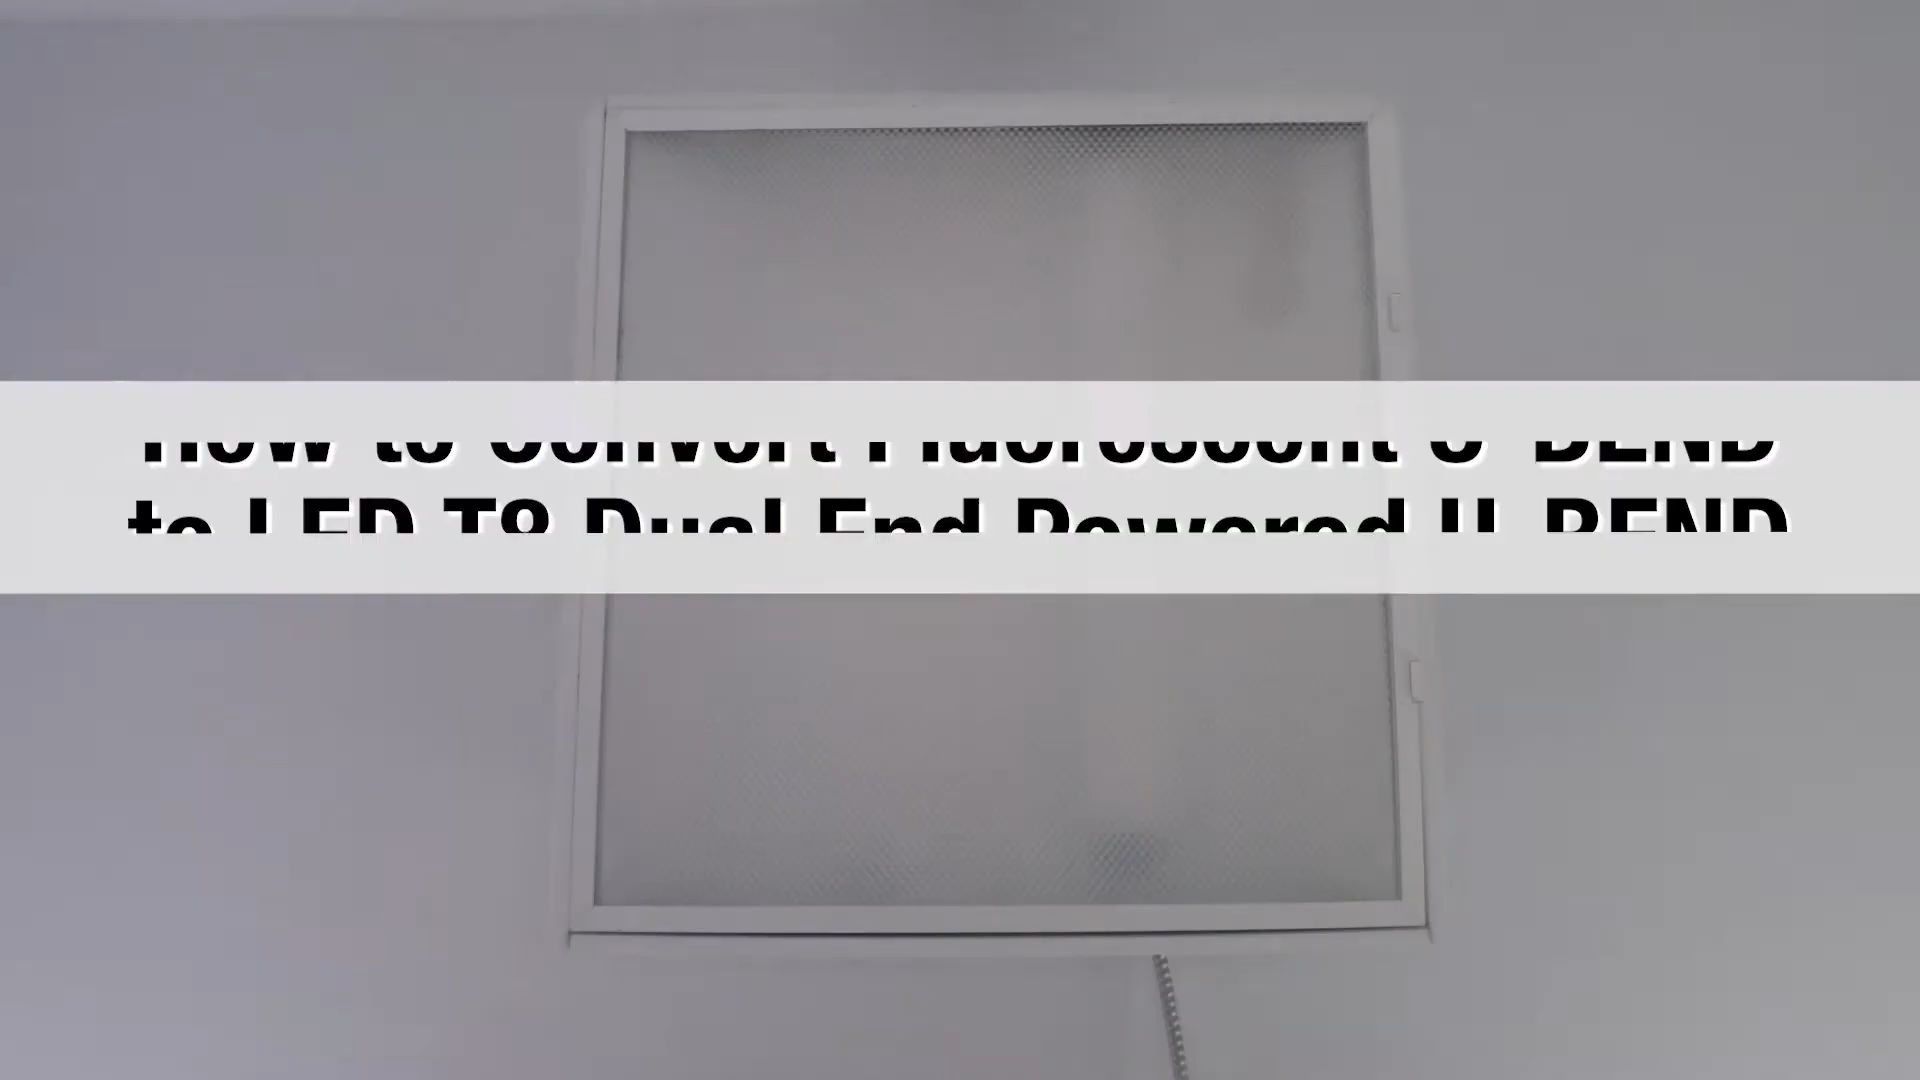 How to Convert Fluorescent U-BEND
to LED T8 Dual End Powered U-BEND